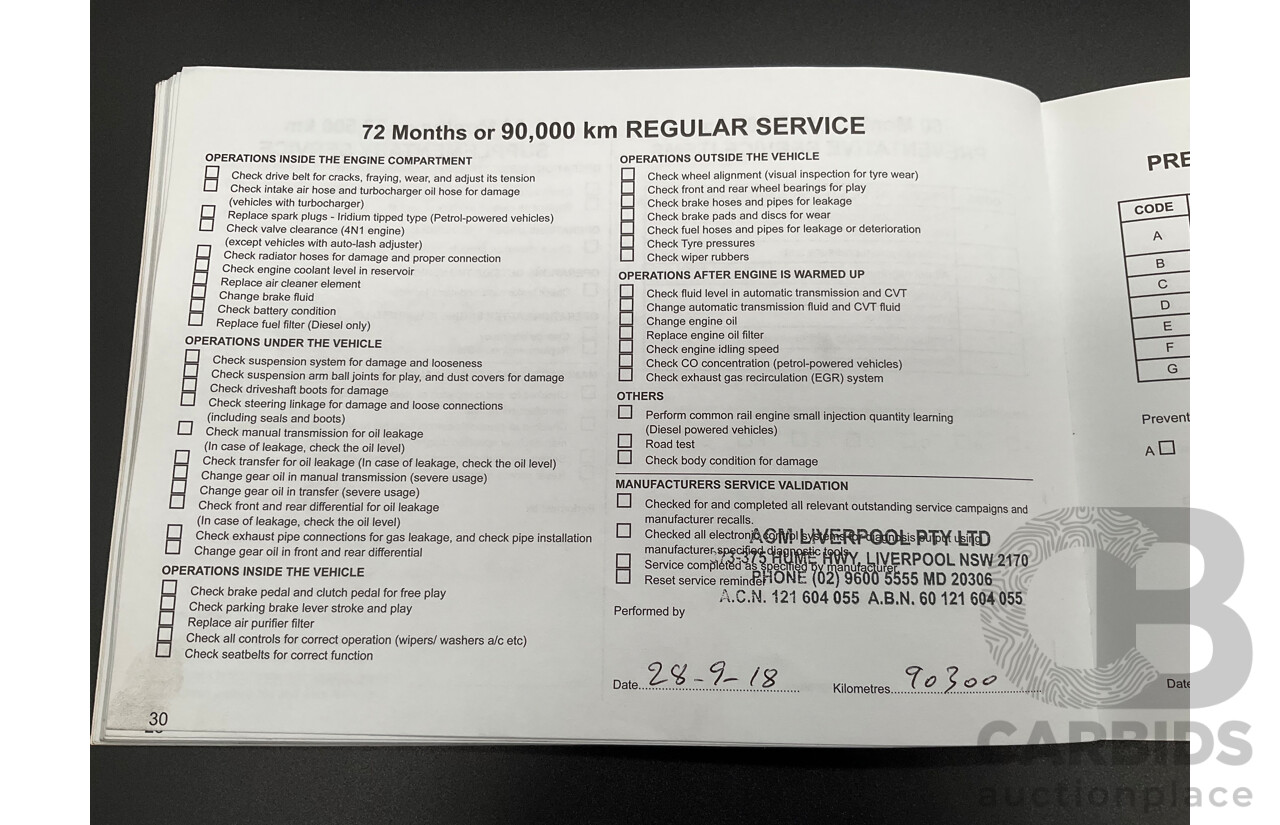 72 Months or 90,000 km REGULAR SERVICE
OPERATIONS INSIDE THE ENGINE COMPARTMENT
Check drive belt for cracks, fraying, wear, and adjust its tension
Check intake air hose and turbocharger oil hose for damage
(vehicles with turbocharger)
Replace spark plugs - Iridium tipped type (Petrol-powered vehicles)
Check valve clearance (4N1 engine)
(except vehicles with auto-lash adjuster)
Check radiator hoses for damage and proper connection
Check engine coolant level in reservoir
Replace air cleaner element
Change brake fluid
Check battery condition
Replace fuel filter (Diesel only)
OPERATIONS UNDER THE VEHICLE
Check suspension system for damage and looseness
Check suspension arm ball joints for play, and dust covers for damage
Check driveshaft boots for damage
Check steering linkage for damage and loose connections
(including seals and boots)
Check manual transmission for oil leakage
(In case of leakage, check the oil level)
Check transfer for oil leakage (In case of leakage, check the oil level)
Change gear oil in manual transmission (severe usage)
Change gear oil in transfer (severe usage)
Check front and rear differential for oil leakage
(In case of leakage, check the oil level)
Check exhaust pipe connections for gas leakage, and check pipe installation
Change gear oil in front and rear differential
OPERATIONS INSIDE THE VEHICLE
Check brake pedal and clutch pedal for free play
Check parking brake lever stroke and play
Replace air purifier filter
Check all controls for correct operation (wipers/ washers a/c etc)
Check seatbelts for correct function
30
OPERATIONS OUTSIDE THE VEHICLE
Check wheel alignment (visual inspection for tyre wear)
Check front and rear wheel bearings for play
Check brake hoses and pipes for leakage
Check brake pads and discs for wear
Check fuel hoses and pipes for leakage or deterioration
Check Tyre pressures
Check wiper rubbers
OPERATIONS AFTER ENGINE IS WARMED UP
Check fluid level in automatic transmission and CVT
Change automatic transmission fluid and CVT fluid
Change engine oil
Replace engine oil filter
Check engine idling speed
Check CO concentration (petrol-powered vehicles)
Check exhaust gas recirculation (EGR) system
OTHERS
Perform common rail engine small injection quantity learning
(Diesel powered vehicles)
Road test
Check body condition for damage
MANUFACTURERS SERVICE VALIDATION
Checked for and completed all relevant outstanding service campaigns and
manufacturer recalls.
Checked all electronic control systems for diagnosis output using
manufacturer specified diagnostic tools
Service completed as specified by manufacturer
Reset service reminder
AGM LIVERPOOL PTY LTD
73-375 HUME HWY LIVERPOOL NSW 2170
PHONE (02) 9600 5555 MD 20306
A.C.N. 121 604 055 A.B.N. 60 121 604 055
Performed by
Date 28-9-18 Kilometres 90300
PRE
CODE
A
B
C
D
E
F
G
Prevent
A
Date
CB
CARBIDS
auctionplace